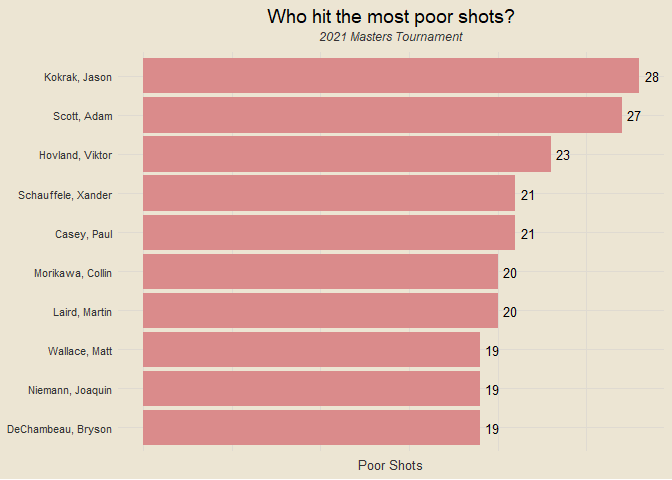 Who hit the most poor shots?
2021 Masters Tournament
Kokrak, Jason 28
Scott, Adam 27
Hovland, Viktor 23
Schauffele, Xander 21
Casey, Paul 21
Morikawa, Collin 20
Laird, Martin 20
Wallace, Matt 19
Niemann, Joaquin 19
DeChambeau, Bryson 19
Poor Shots